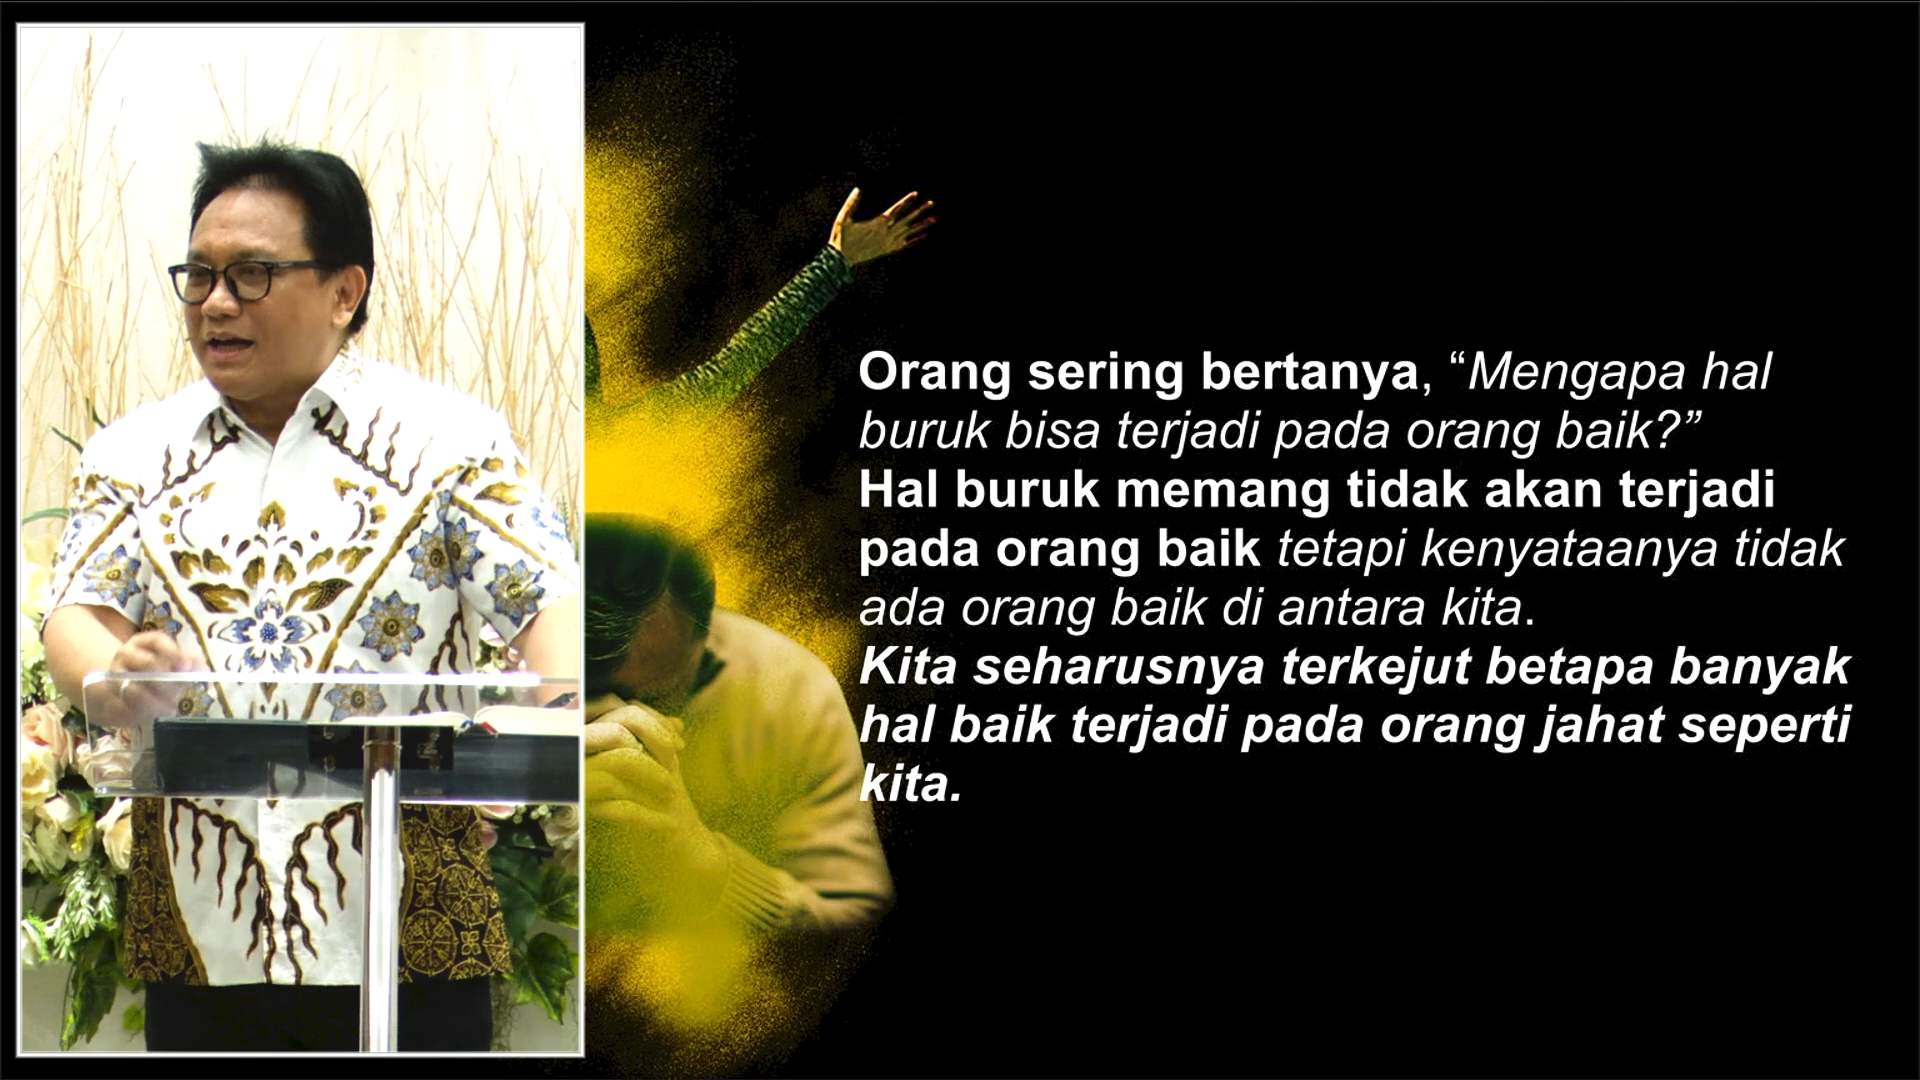 Orang sering bertanya, “Mengapa hal
buruk bisa terjadi pada orang baik?”
Hal buruk memang tidak akan terjadi
pada orang baik tetapi kenyataanya tidak
ada orang baik di antara kita.
Kita seharusnya terkejut betapa banyak
hal baik terjadi pada orang jahat seperti
kita.